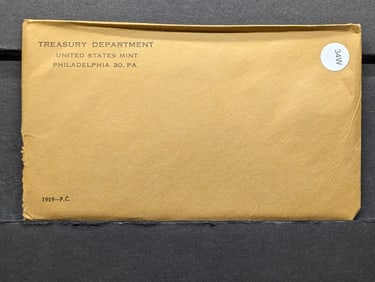 TREASURY DEPARTMENT
UNITED STATES MINT
PHILADELPHIA 30, PA.
34W
1959—P.C.